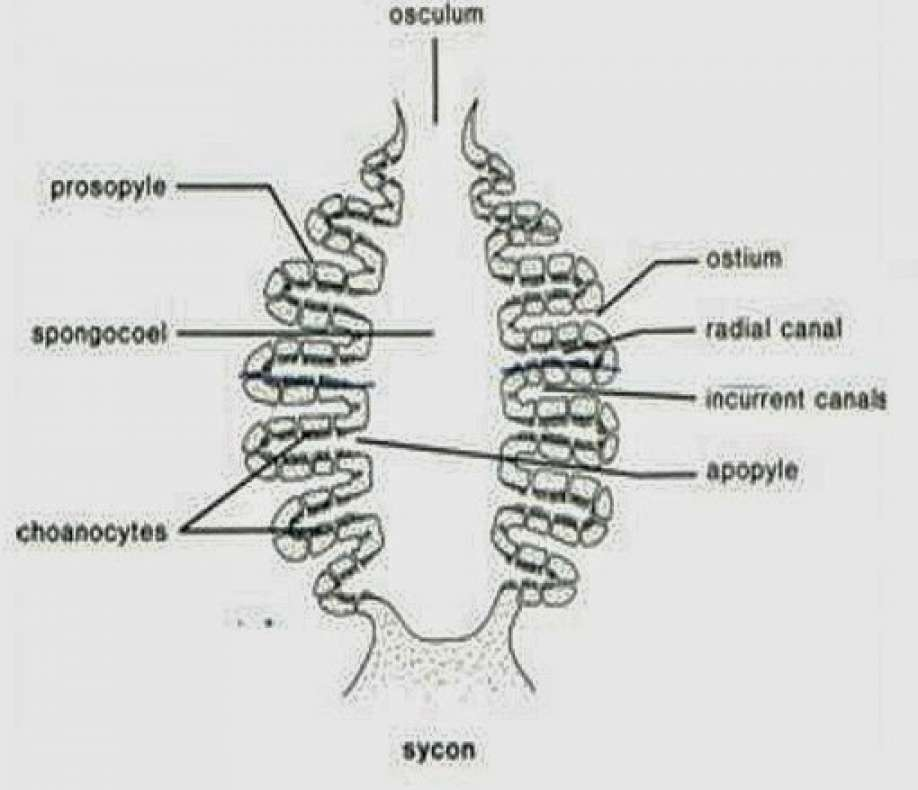 osculum
prosopyle
ostium
spongocoel
radial canal
incurrent canals
apopyle
choanocytes
sycon